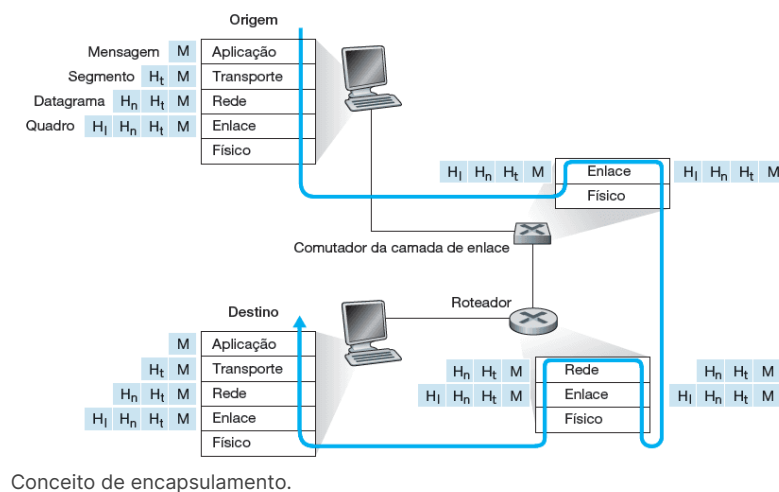 Origem
Mensagem M Aplicação
Segmento Ht M Transporte
Datagrama Hn Ht M Rede
Quadro Hl Hn Ht M Enlace
Físico
Hl Hn Ht M Enlace Hl Hn Ht M
Físico
Comutador da camada de enlace
Roteador
Destino
M Aplicação
Ht M Transporte
Hn Ht M Rede
Hl Hn Ht M Enlace
Físico
Hn Ht M Rede Hn Ht M
Hl Hn Ht M Enlace Hl Hn Ht M
Físico
Conceito de encapsulamento.